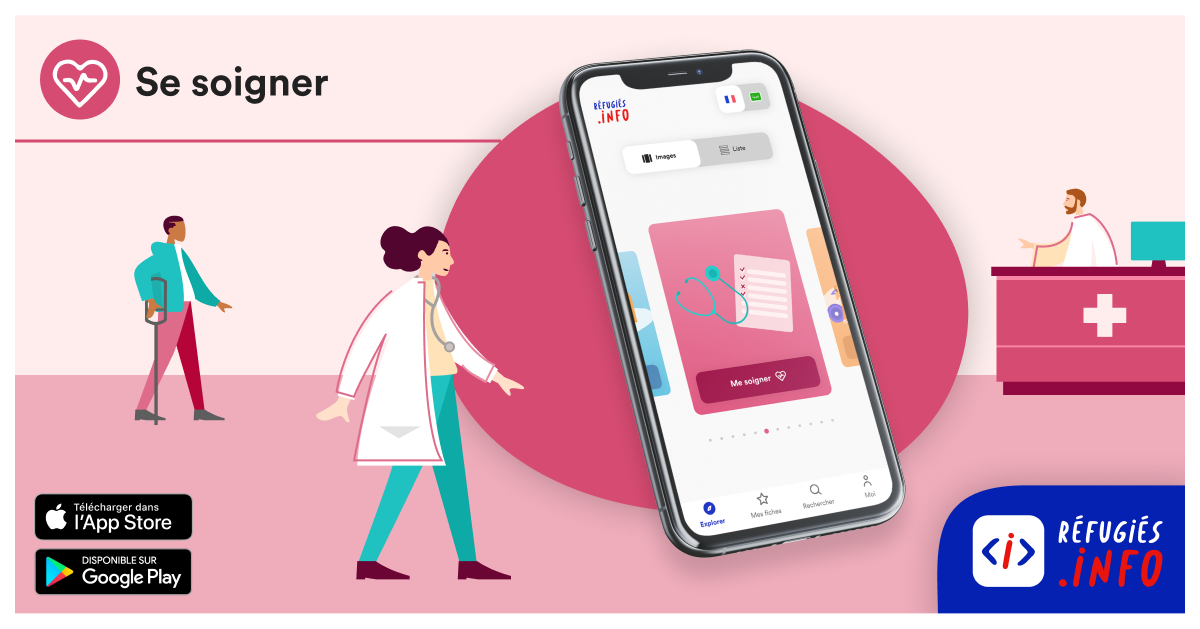 Se soigner
RÉFUGIÉS
.iNFO
Images
Liste
Me soigner
Explorer
Mes fiches
Rechercher
Moi
Télécharger dans
l'App Store
DISPONIBLE SUR
Google Play
<i>
RÉFUGIÉS
.iNFO